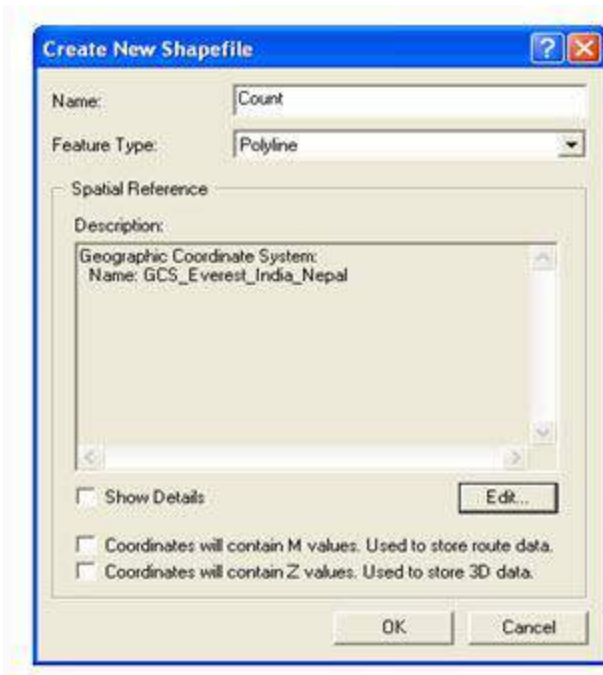 Create New Shapefile
Name: Count
Feature Type: Polyline
Spatial Reference
Description:
Geographic Coordinate System:
Name: GCS_Everest_India_Nepal
Show Details
Edit...
Coordinates will contain M values. Used to store route data.
Coordinates will contain Z values. Used to store 3D data.
OK Cancel